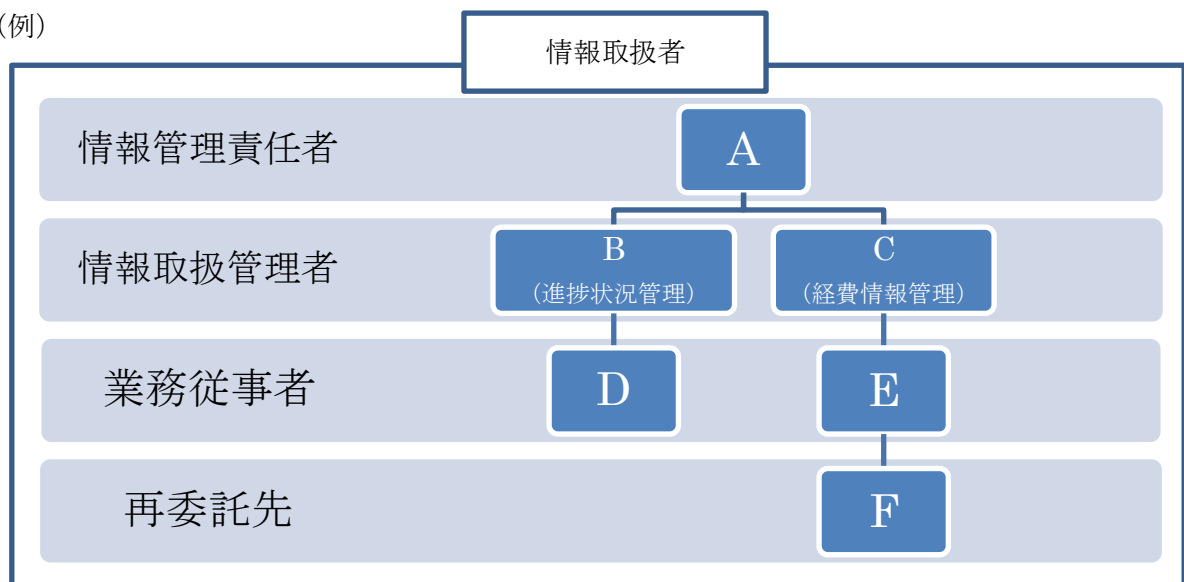 (例)
情報取扱者
情報管理責任者
A
情報取扱管理者
B
(進捗状況管理)
C
(経費情報管理)
業務従事者
D
E
再委託先
F